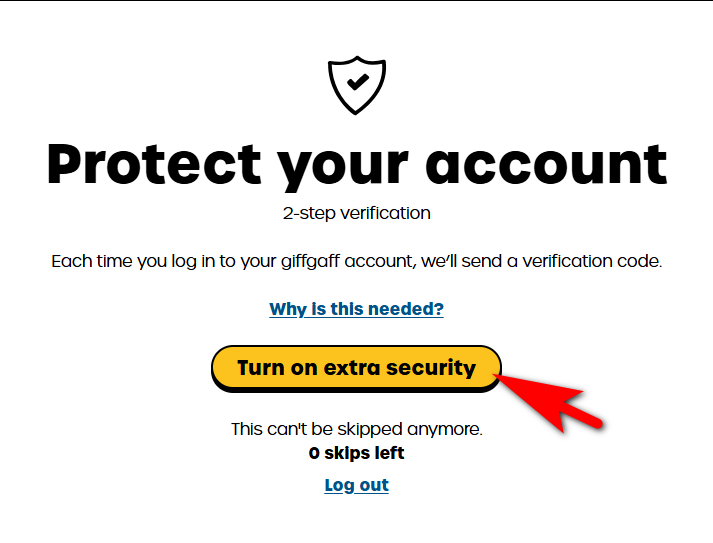 Protect your account
2-step verification
Each time you log in to your giffgaff account, we’ll send a verification code.
Why is this needed?
Turn on extra security
This can't be skipped anymore.
0 skips left
Log out